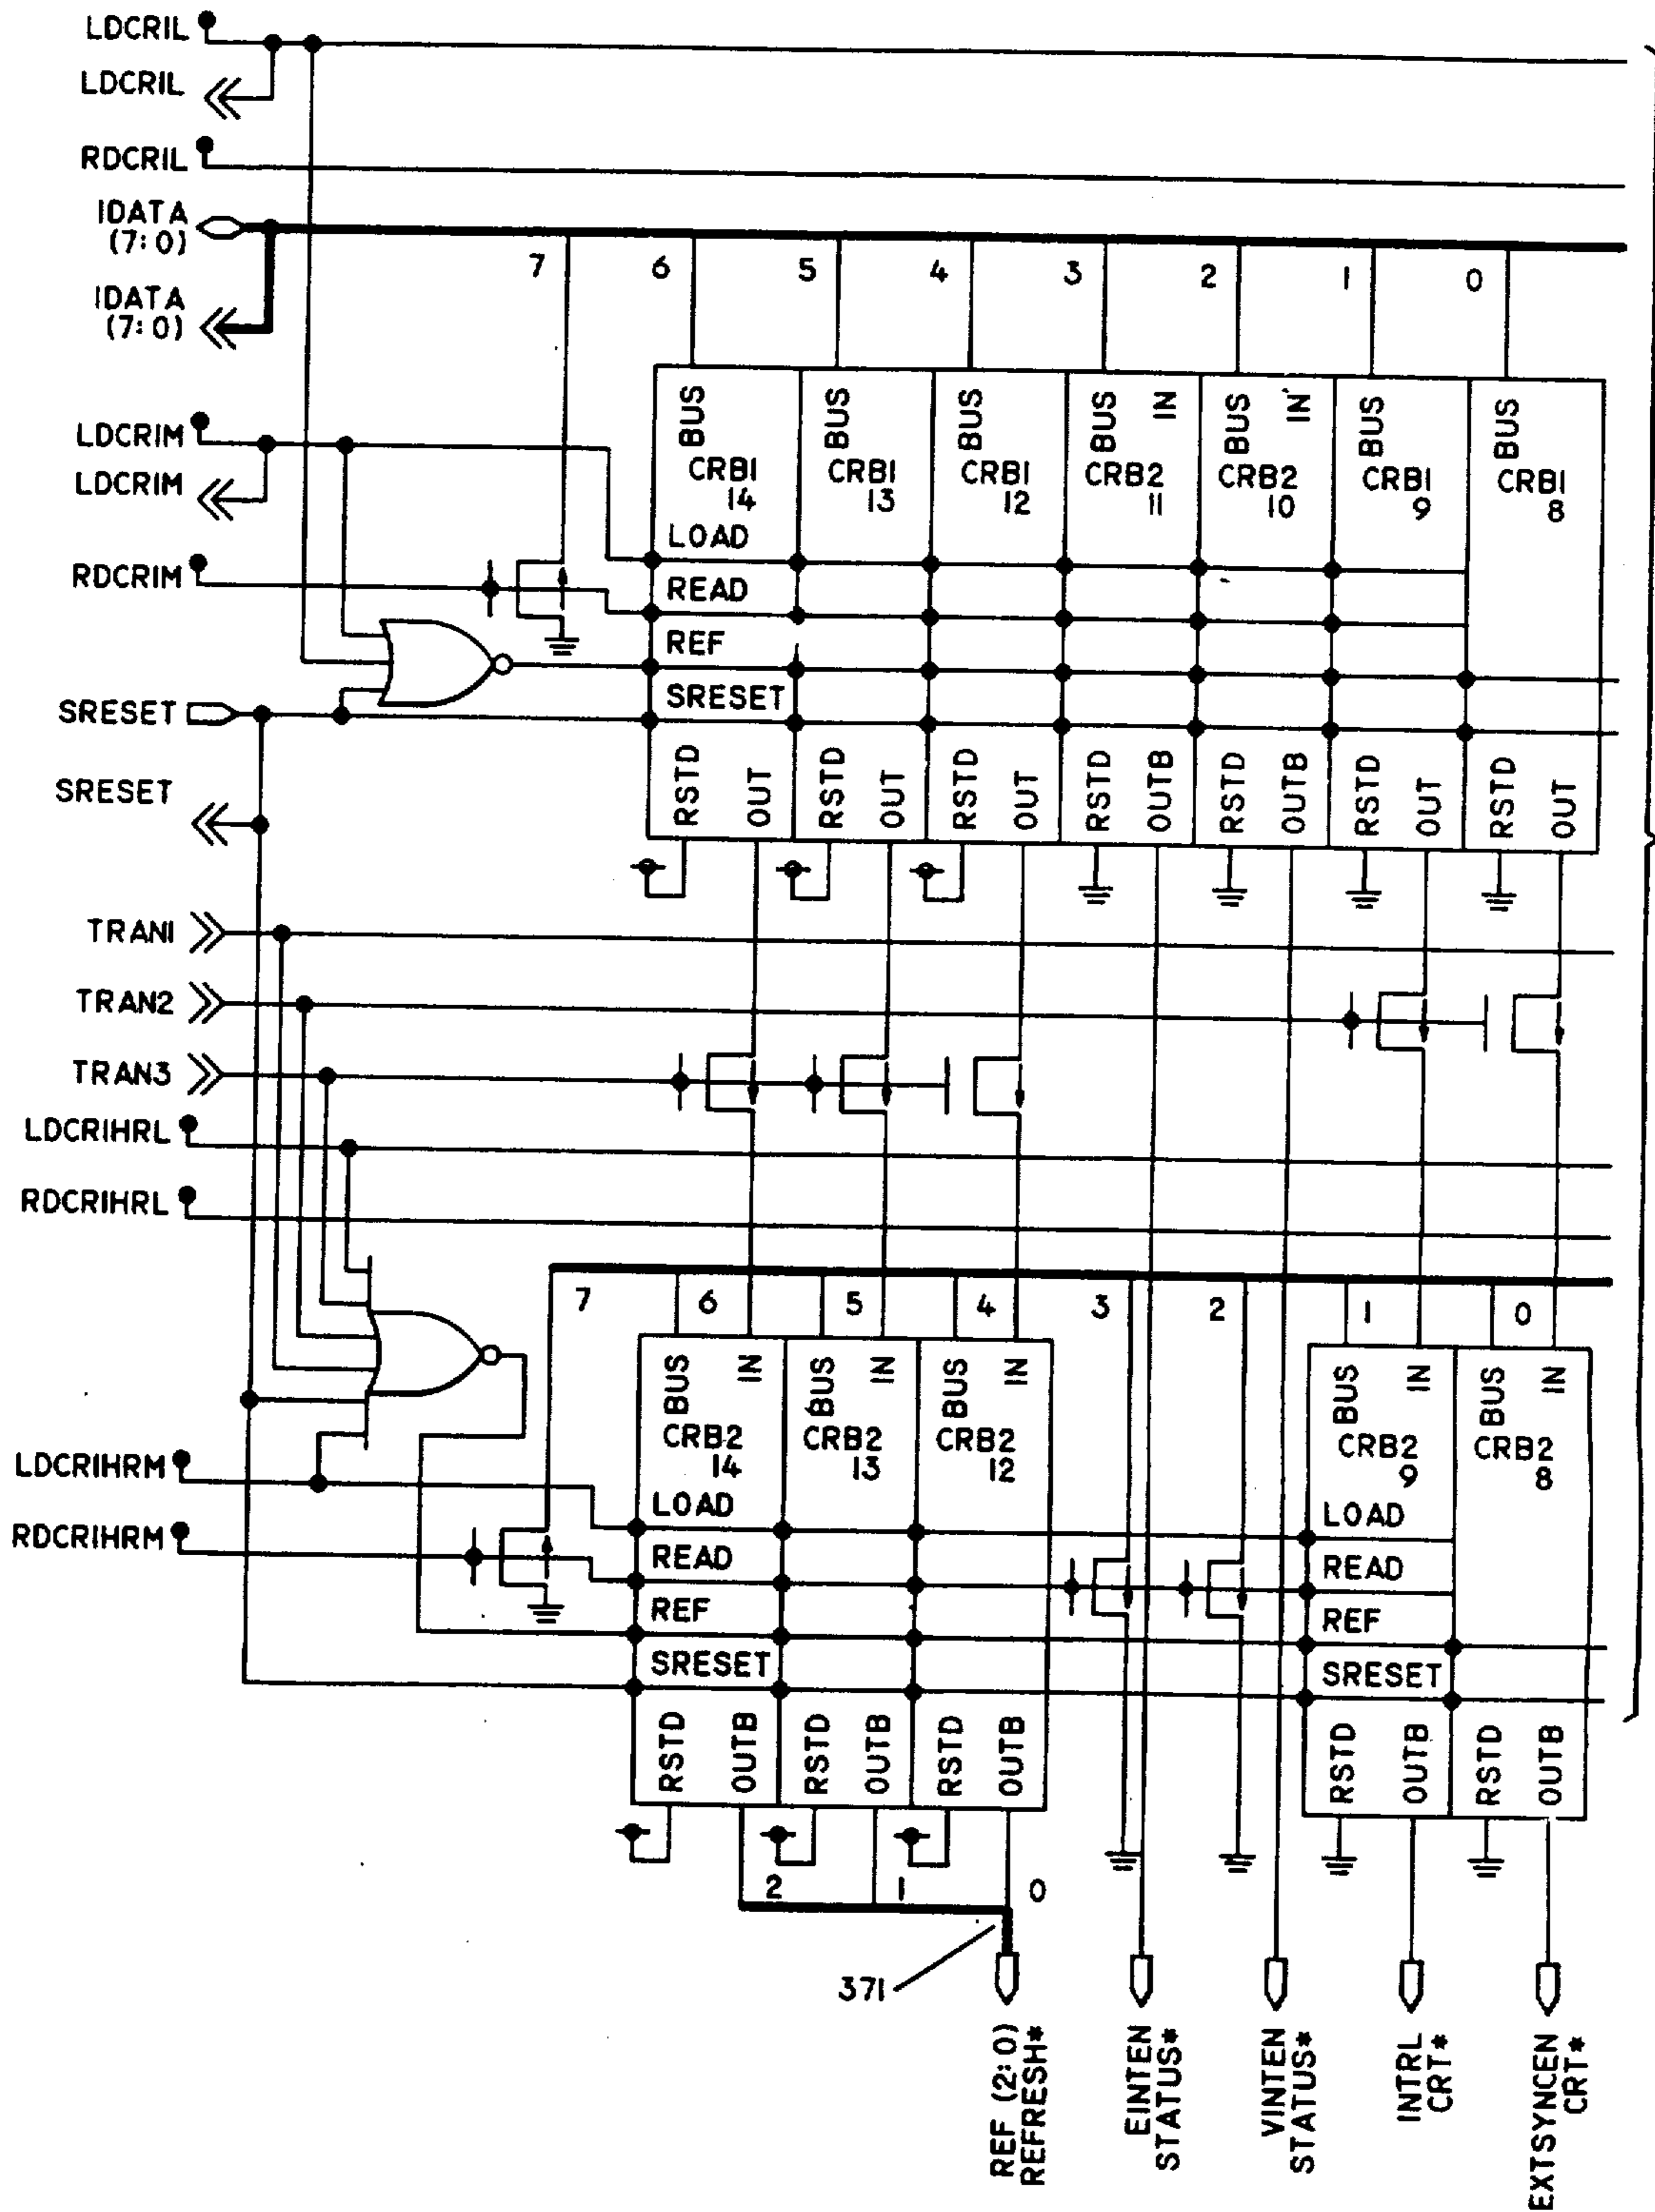 LDCRIL
LDCRIL
RDCRIL
IDATA
(7:0)
7 6 5 4 3 2 1 0
IDATA
(7:0)
LDCRIM
LDCRIM
RDCRIM
BUS BUS BUS BUS IN BUS IN BUS BUS
CRB1 CRB1 CRB1 CRB2 CRB2 CRB1 CRB1
14 13 12 11 10 9 8
LOAD
READ
REF
SRESET
SRESET
RSTD OUT RSTD OUT RSTD OUT RSTD OUTB RSTD OUTB RSTD OUT RSTD OUT
SRESET
TRAN1
TRAN2
TRAN3
LDCRIHRL
RDCRIHRL
7 6 5 4 3 2 1 0
BUS IN BUS IN BUS IN BUS IN BUS IN
CRB2 CRB2 CRB2 CRB2 CRB2
14 13 12 9 8
LDCRIHRM
LOAD LOAD
RDCRIHRM
READ READ
REF REF
SRESET SRESET
RSTD OUTB RSTD OUTB RSTD OUTB RSTD OUTB RSTD OUTB
2 1 0
371
REF (2:0)
REFRESH*
EINTEN
STATUS*
VINTEN
STATUS*
INTRL
CRT*
EXTSYNCEN
CRT*